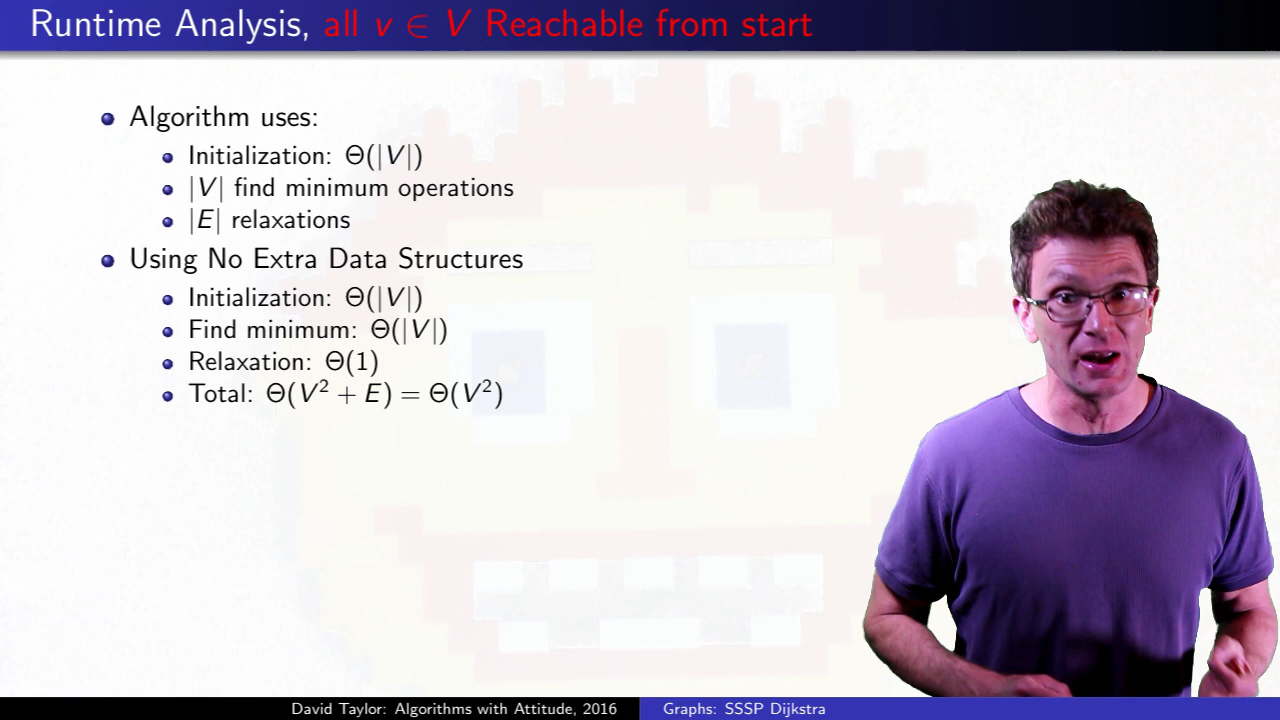 Runtime Analysis, all v ∈ V Reachable from start
Algorithm uses:
Initialization: Θ(|V|)
|V| find minimum operations
|E| relaxations
Using No Extra Data Structures
Initialization: Θ(|V|)
Find minimum: Θ(|V|)
Relaxation: Θ(1)
Total: Θ(V² + E) = Θ(V²)
David Taylor: Algorithms with Attitude, 2016
Graphs: SSSP Dijkstra